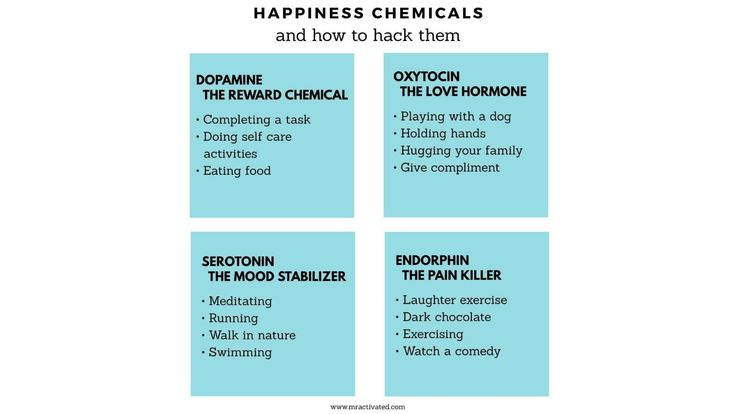 HAPPINESS CHEMICALS
and how to hack them
DOPAMINE
THE REWARD CHEMICAL
• Completing a task
• Doing self care
activities
• Eating food
OXYTOCIN
THE LOVE HORMONE
• Playing with a dog
• Holding hands
• Hugging your family
• Give compliment
SEROTONIN
THE MOOD STABILIZER
• Meditating
• Running
• Walk in nature
• Swimming
ENDORPHIN
THE PAIN KILLER
• Laughter exercise
• Dark chocolate
• Exercising
• Watch a comedy
www.mractivated.com